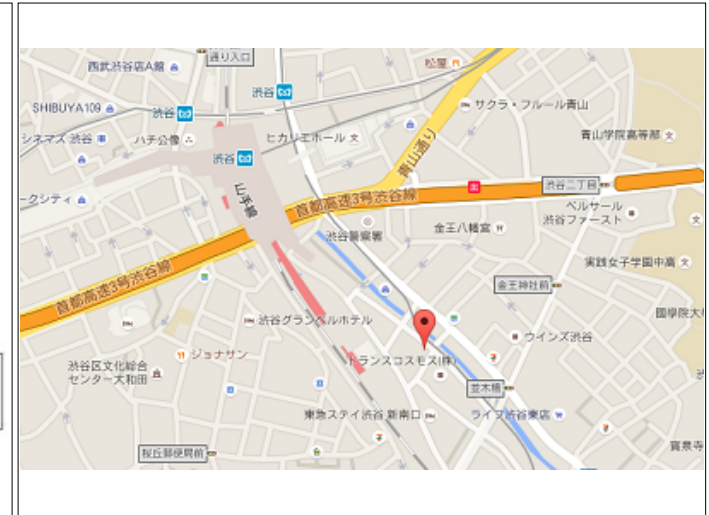 通り入口
西武渋谷店A館
松屋
渋谷
SHIBUYA109
渋谷
サクラ・フルール青山
シネマズ 渋谷
ハチ公像
ヒカリエホール
青山学院高等部
渋谷
青山通り
渋谷二丁目
山手線
首都高速3号渋谷線
ベルサール
渋谷ファースト
ークシティ
渋谷警察署
金王八幡宮
首都高速3号渋谷線
実践女子学園中高
金王神社前
國學院大
渋谷グランベルホテル
ウインズ渋谷
ジョナサン
トランスコスモス(株)
渋谷区文化総合
センター大和田
並木橋
東急ステイ渋谷 新南口
ライフ渋谷東店
桜丘郵便局前
寳泉寺